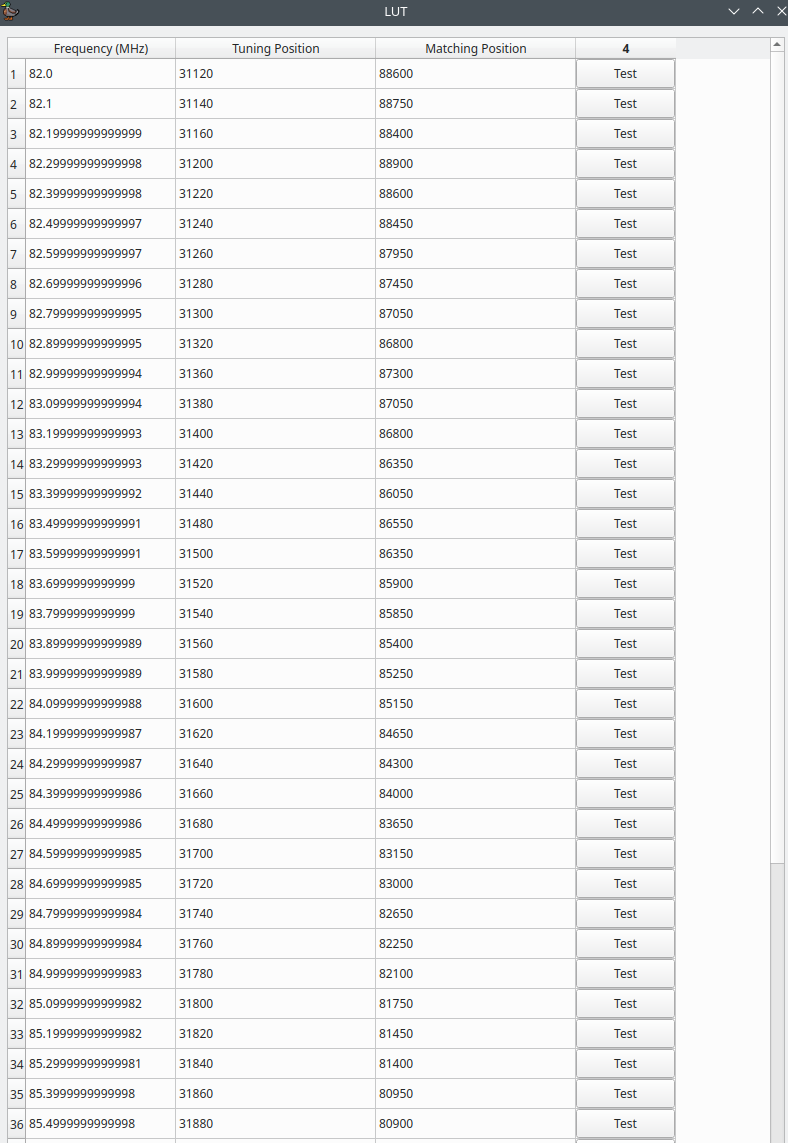 LUT
Frequency (MHz) Tuning Position Matching Position 4
1 82.0 31120 88600 Test
2 82.1 31140 88750 Test
3 82.19999999999999 31160 88400 Test
4 82.29999999999998 31200 88900 Test
5 82.39999999999998 31220 88600 Test
6 82.49999999999997 31240 88450 Test
7 82.59999999999997 31260 87950 Test
8 82.69999999999996 31280 87450 Test
9 82.79999999999995 31300 87050 Test
10 82.89999999999995 31320 86800 Test
11 82.99999999999994 31360 87300 Test
12 83.09999999999994 31380 87050 Test
13 83.19999999999993 31400 86800 Test
14 83.29999999999993 31420 86350 Test
15 83.39999999999992 31440 86050 Test
16 83.49999999999991 31480 86550 Test
17 83.59999999999991 31500 86350 Test
18 83.6999999999999 31520 85900 Test
19 83.7999999999999 31540 85850 Test
20 83.89999999999989 31560 85400 Test
21 83.99999999999989 31580 85250 Test
22 84.09999999999988 31600 85150 Test
23 84.19999999999987 31620 84650 Test
24 84.29999999999987 31640 84300 Test
25 84.39999999999986 31660 84000 Test
26 84.49999999999986 31680 83650 Test
27 84.59999999999985 31700 83150 Test
28 84.69999999999985 31720 83000 Test
29 84.79999999999984 31740 82650 Test
30 84.89999999999984 31760 82250 Test
31 84.99999999999983 31780 82100 Test
32 85.09999999999982 31800 81750 Test
33 85.19999999999982 31820 81450 Test
34 85.29999999999981 31840 81400 Test
35 85.3999999999998 31860 80950 Test
36 85.4999999999998 31880 80900 Test